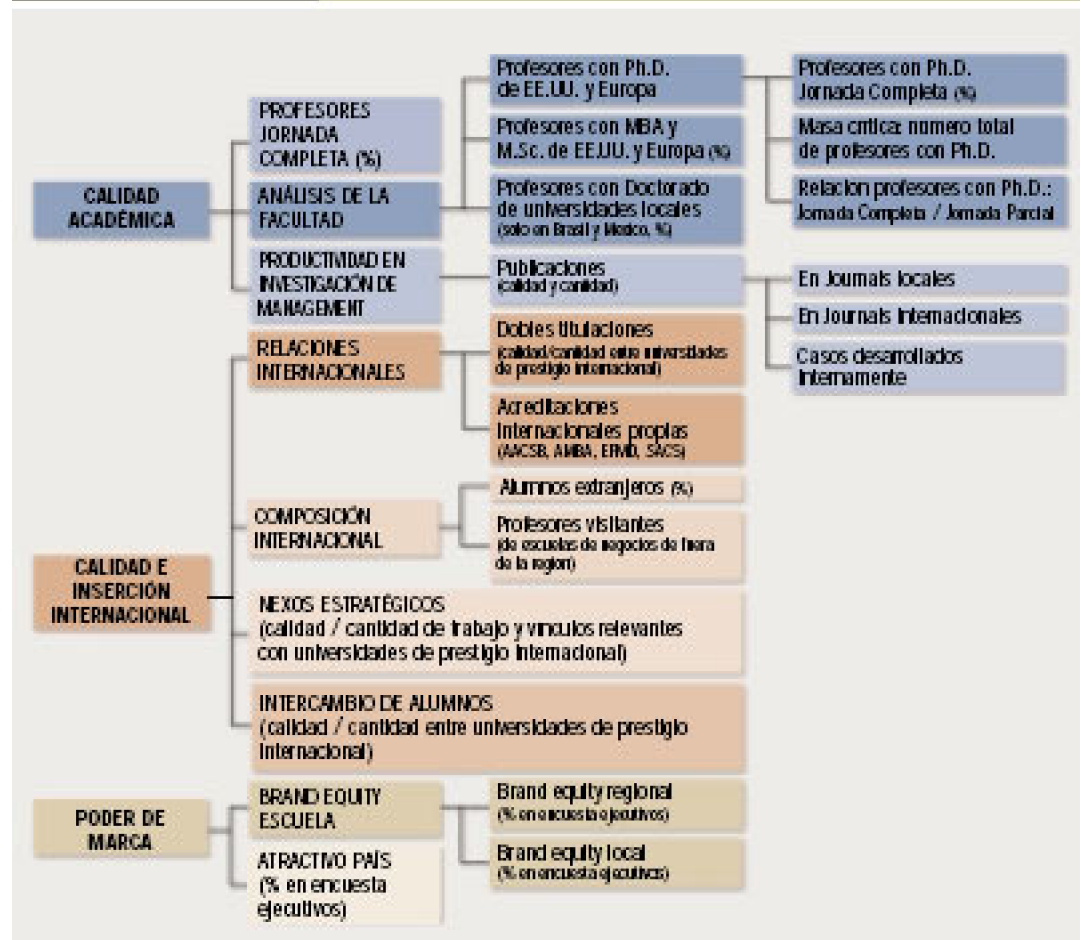 CALIDAD
ACADÉMICA
PROFESORES
JORNADA
COMPLETA (%)
ANÁLISIS DE LA
FACULTAD
Profesores con Ph.D.
de EE.UU. y Europa
Profesores con MBA y
M.Sc. de EE.UU. y Europa (%)
Profesores con Doctorado
de universidades locales
(solo en Brasil y Mexico, %)
Profesores con Ph.D.
Jornada Completa (%)
Masa critica: numero total
de profesores con Ph.D.
Relacion profesores con Ph.D.:
Jornada Completa / Jornada Parcial
PRODUCTIVIDAD EN
INVESTIGACIÓN DE
MANAGEMENT
Publicaciones
(calidad y cantidad)
En Journals locales
En Journals Internacionales
Casos desarrollados
Internamente
CALIDAD E
INSERCIÓN
INTERNACIONAL
RELACIONES
INTERNACIONALES
Dobles titulaciones
(calidad/cantidad entre universidades
de prestigio internacional)
Acreditaciones
Internacionales propias
(AACSB, AMBA, EFMD, SACS)
COMPOSICIÓN
INTERNACIONAL
Alumnos extranjeros (%)
Profesores visitantes
(de escuelas de negocios de fuera
de la region)
NEXOS ESTRATÉGICOS
(calidad / cantidad de trabajo y vinculos relevantes
con universidades de prestigio Internacional)
INTERCAMBIO DE ALUMNOS
(calidad / cantidad entre universidades de prestigio
Internacional)
PODER DE
MARCA
BRAND EQUITY
ESCUELA
Brand equity regional
(% en encuesta ejecutivos)
Brand equity local
(% en encuesta ejecutivos)
ATRACTIVO PAÍS
(% en encuesta
ejecutivos)